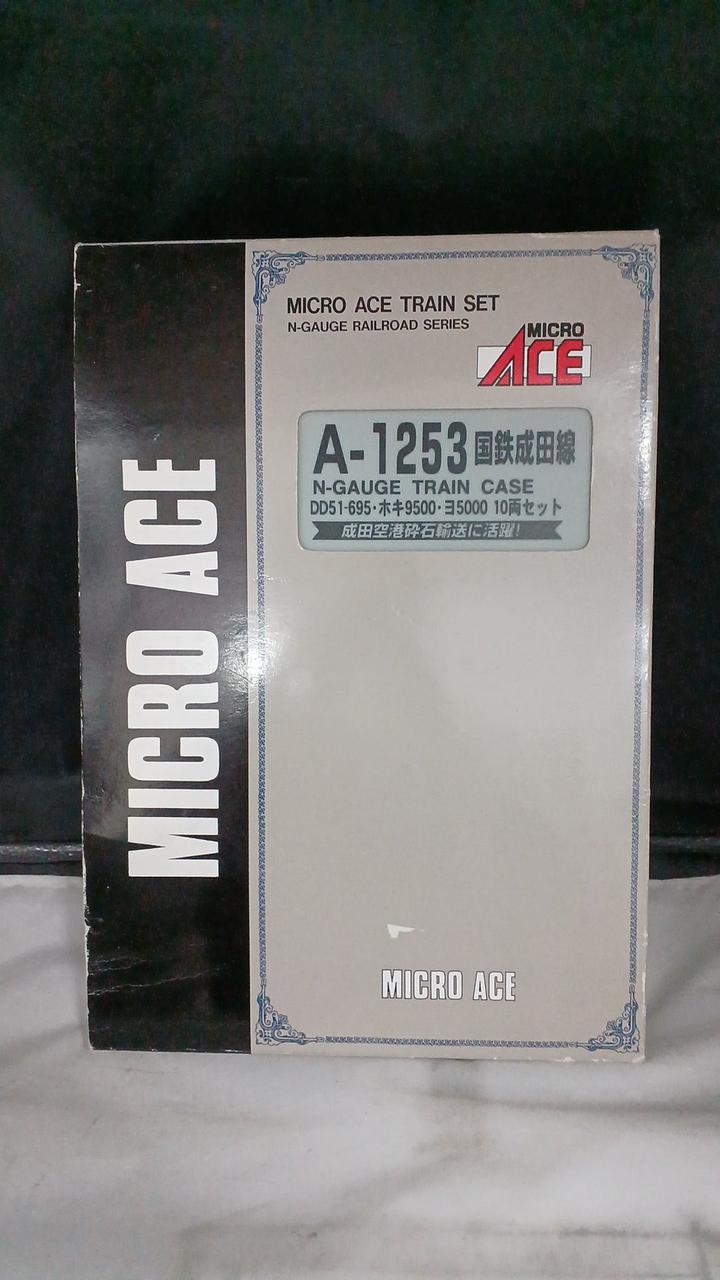 MICRO ACE
MICRO ACE TRAIN SET
N-GAUGE RAILROAD SERIES
MICRO
ACE
A-1253 国鉄成田線
N-GAUGE TRAIN CASE
DD51-695・ホキ9500・ヨ5000 10両セット
成田空港砕石輸送に活躍!
MICRO ACE